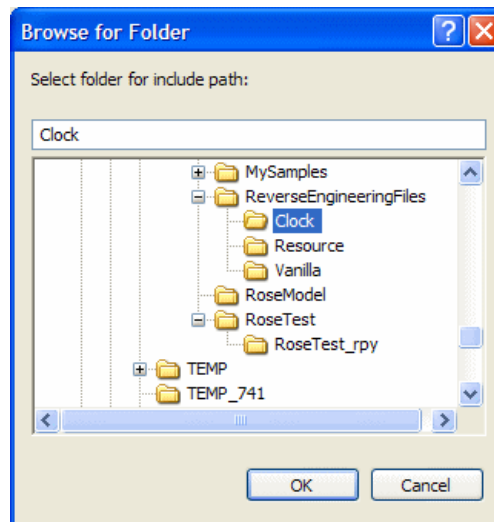 Browse for Folder
Select folder for include path:
Clock
MySamples
ReverseEngineeringFiles
Clock
Resource
Vanilla
RoseModel
RoseTest
RoseTest_rpy
TEMP
TEMP_741
OK Cancel